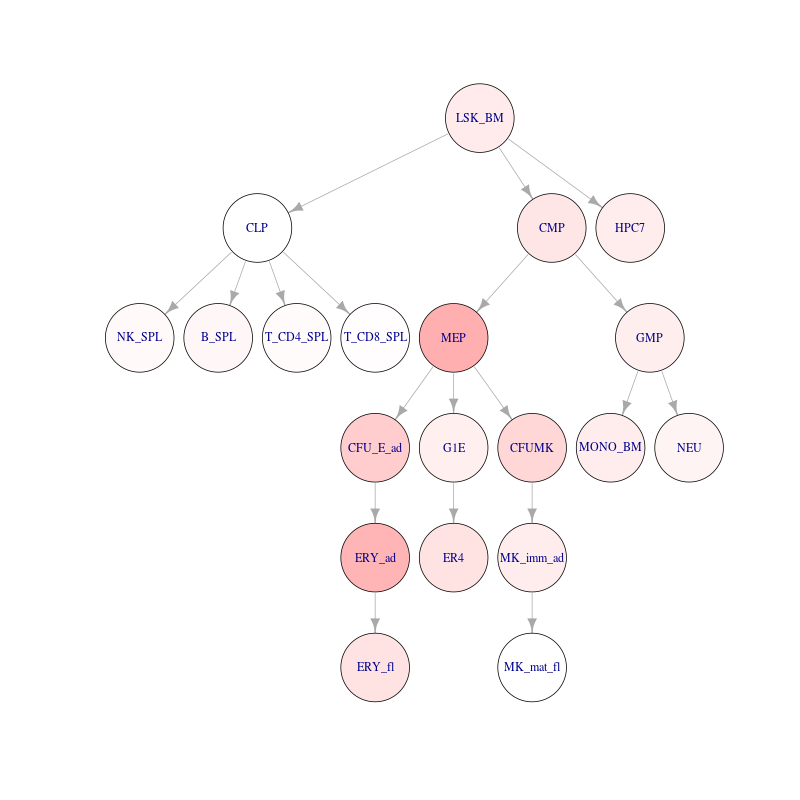 LSK_BM
CLP
CMP
HPC7
NK_SPL
B_SPL
T_CD4_SPL
T_CD8_SPL
MEP
GMP
CFU_E_ad
G1E
CFUMK
MONO_BM
NEU
ERY_ad
ER4
MK_imm_ad
ERY_fl
MK_mat_fl